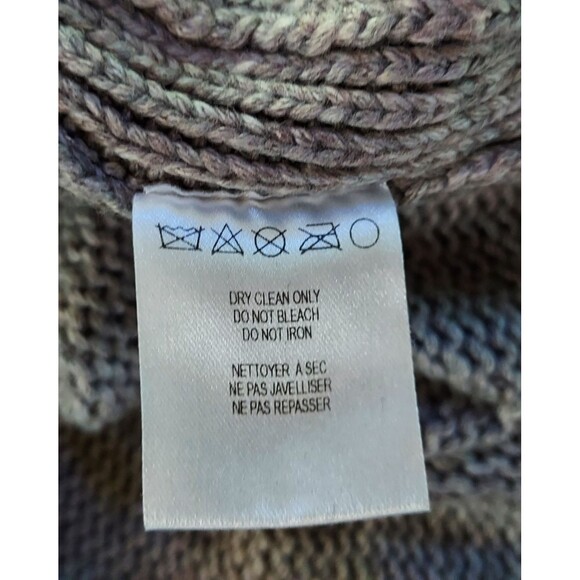 DRY CLEAN ONLY
DO NOT BLEACH
DO NOT IRON
NETTOYER A SEC
NE PAS JAVELLISER
NE PAS REPASSER